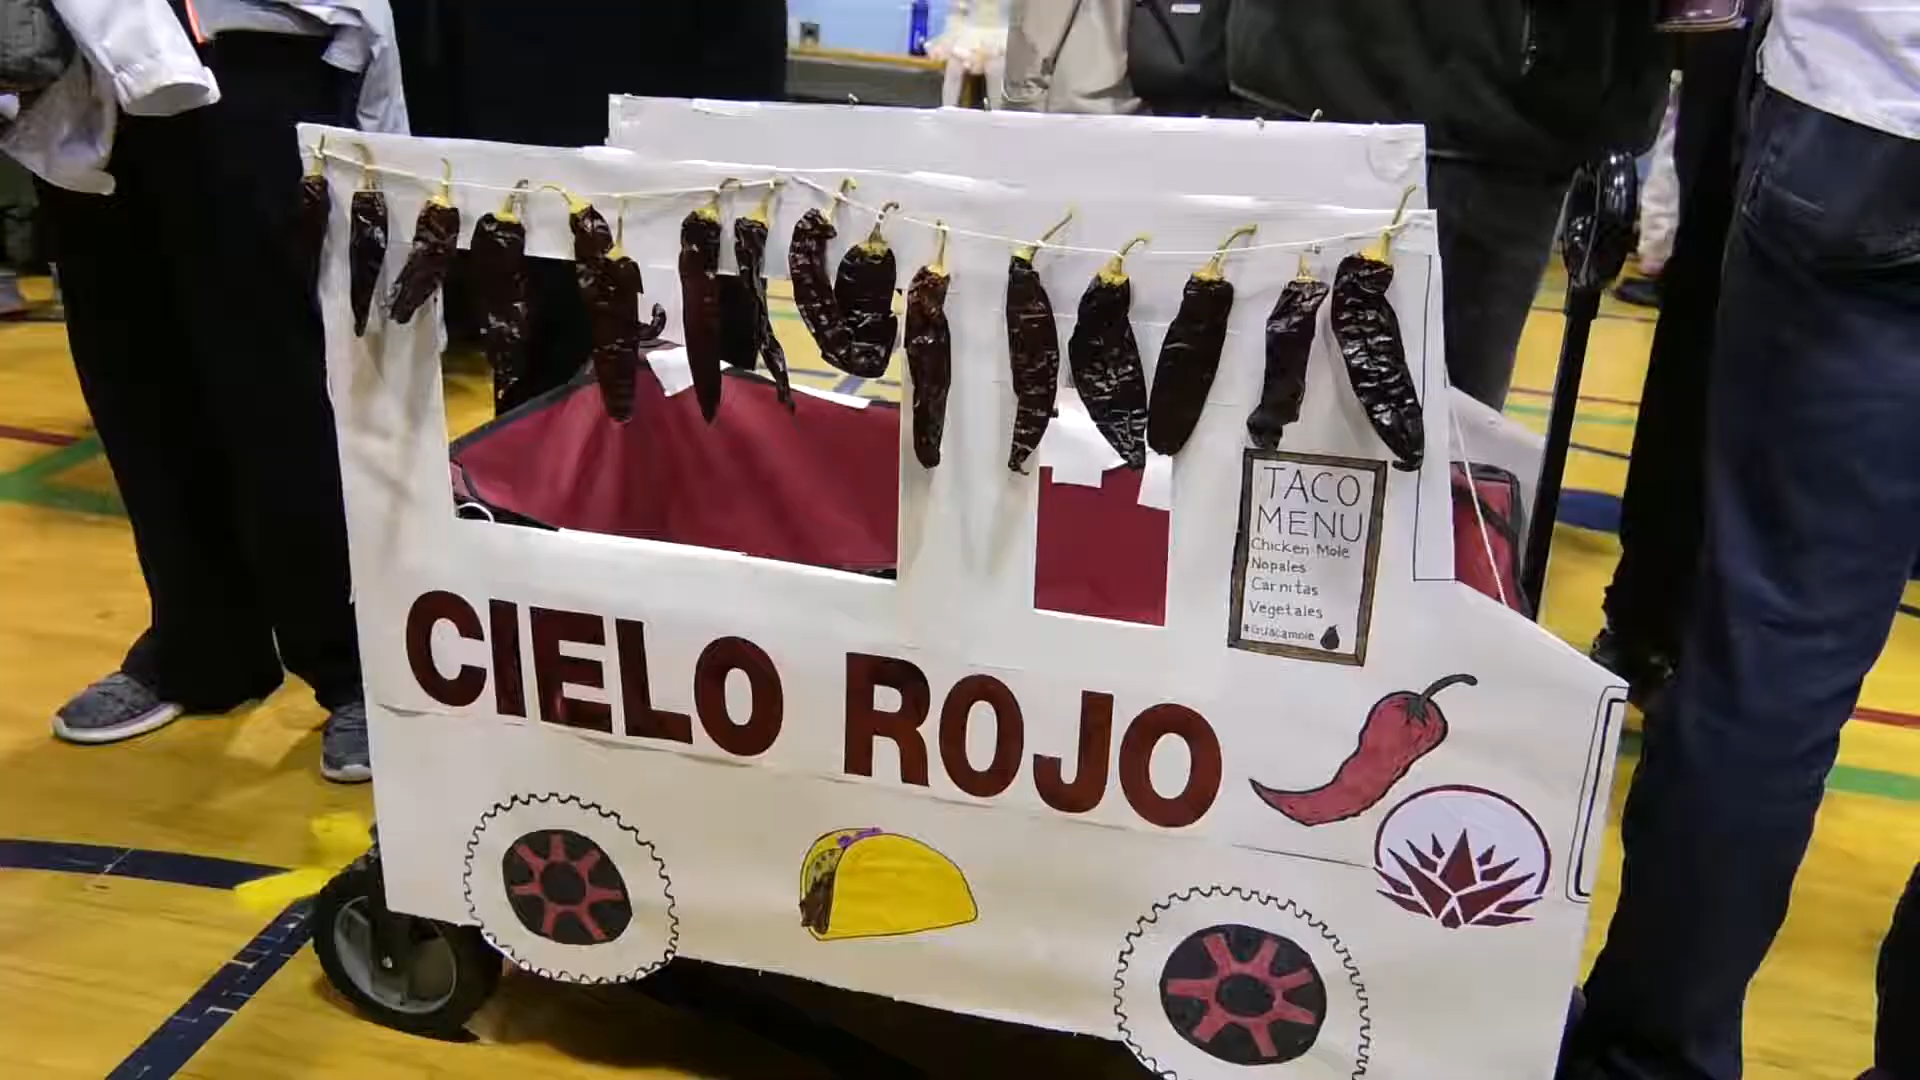 TACO
MENU
Chicken Mole
Nopales
Carnitas
Vegetales
#Guacamole
CIELO ROJO